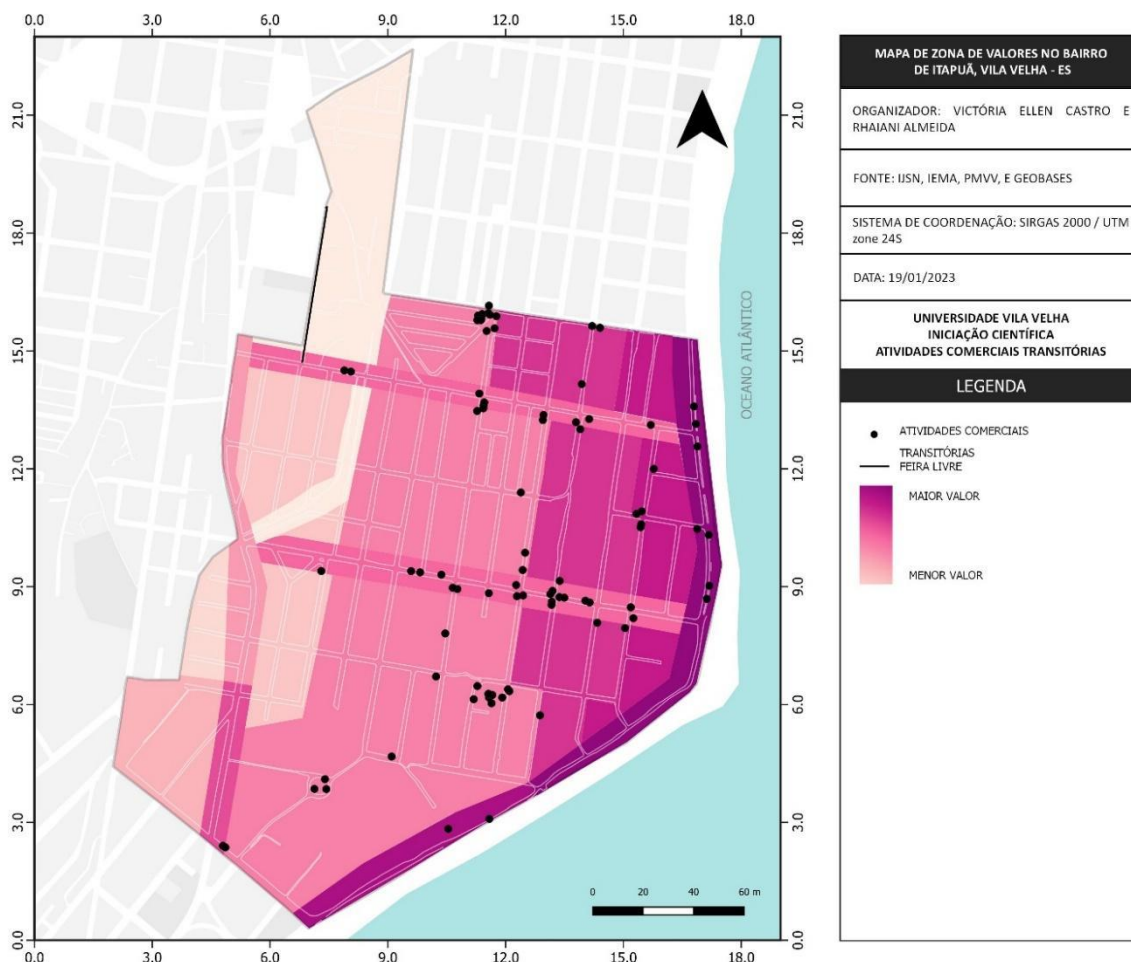 0.0 3.0 6.0 9.0 12.0 15.0 18.0
21.0
18.0
15.0
12.0
9.0
6.0
3.0
0.0
OCEANO ATLÂNTICO
0 20 40 60 m
21.0
18.0
15.0
12.0
9.0
6.0
3.0
0.0
0.0 3.0 6.0 9.0 12.0 15.0 18.0
MAPA DE ZONA DE VALORES NO BAIRRO
DE ITAPUÃ, VILA VELHA - ES
ORGANIZADOR: VICTÓRIA ELLEN CASTRO E
RHAIANI ALMEIDA
FONTE: IJSN, IEMA, PMVV, E GEOBASES
SISTEMA DE COORDENAÇÃO: SIRGAS 2000 / UTM
zone 24S
DATA: 19/01/2023
UNIVERSIDADE VILA VELHA
INICIAÇÃO CIENTÍFICA
ATIVIDADES COMERCIAIS TRANSITÓRIAS
LEGENDA
ATIVIDADES COMERCIAIS
TRANSITÓRIAS
FEIRA LIVRE
MAIOR VALOR
MENOR VALOR